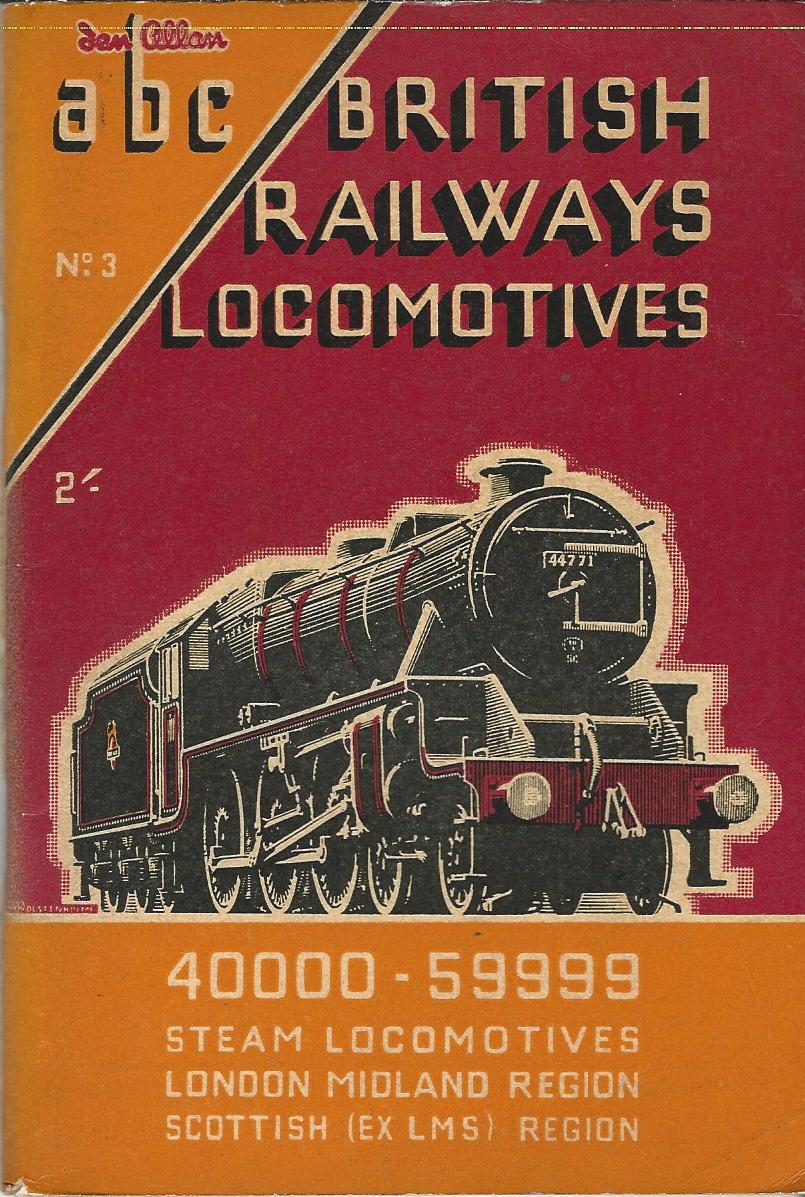 Ian Allan
abc
BRITISH
RAILWAYS
LOCOMOTIVES
Nº 3
2/-
44771
SC
40000 - 59999
STEAM LOCOMOTIVES
LONDON MIDLAND REGION
SCOTTISH (EX LMS) REGION